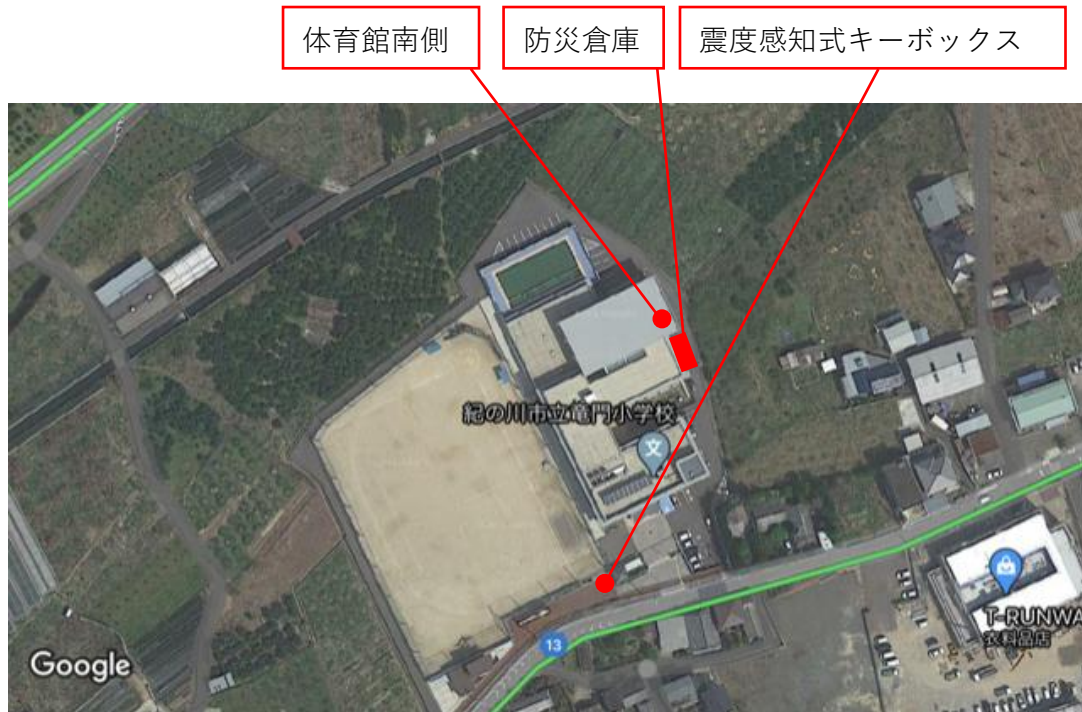 体育館南側
防災倉庫
震度感知式キーボックス
紀の川市立竜門小学校
文
13
T-RUNWA
衣料品店
Google